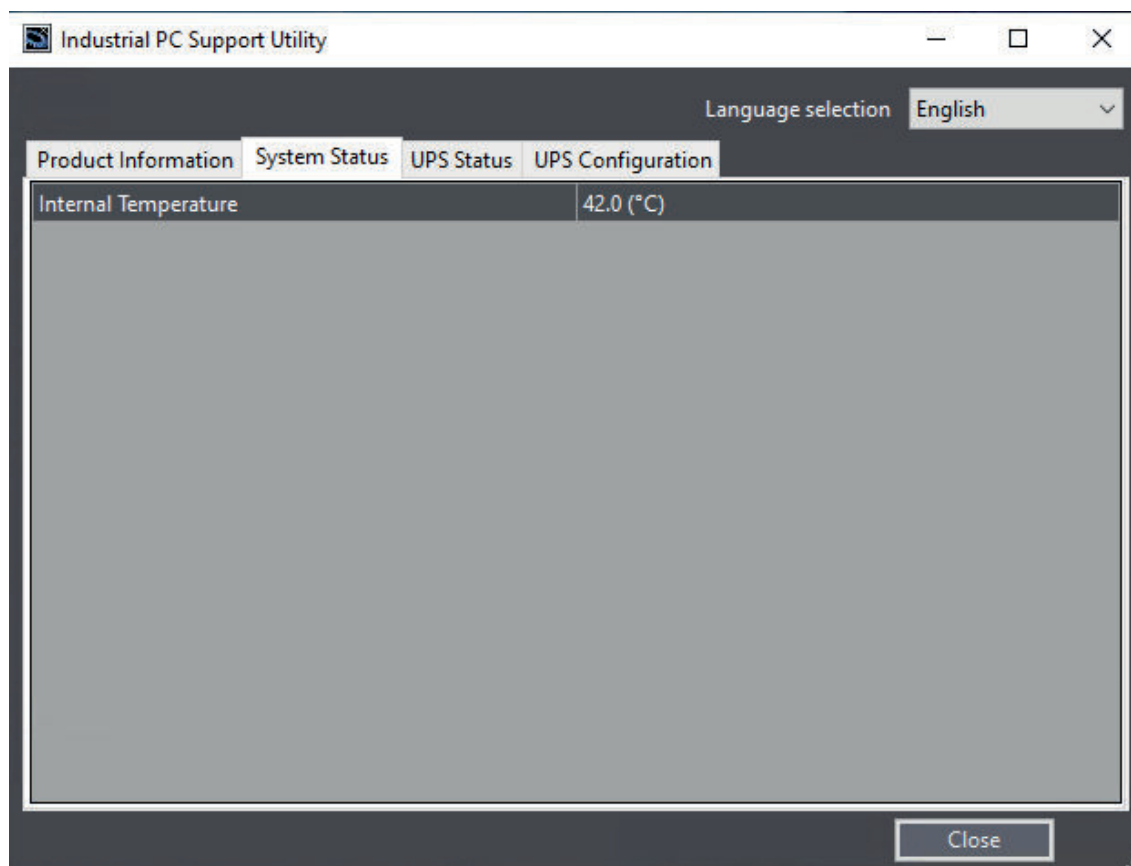 Industrial PC Support Utility
Language selection English
Product Information System Status UPS Status UPS Configuration
Internal Temperature 42.0 (°C)
Close